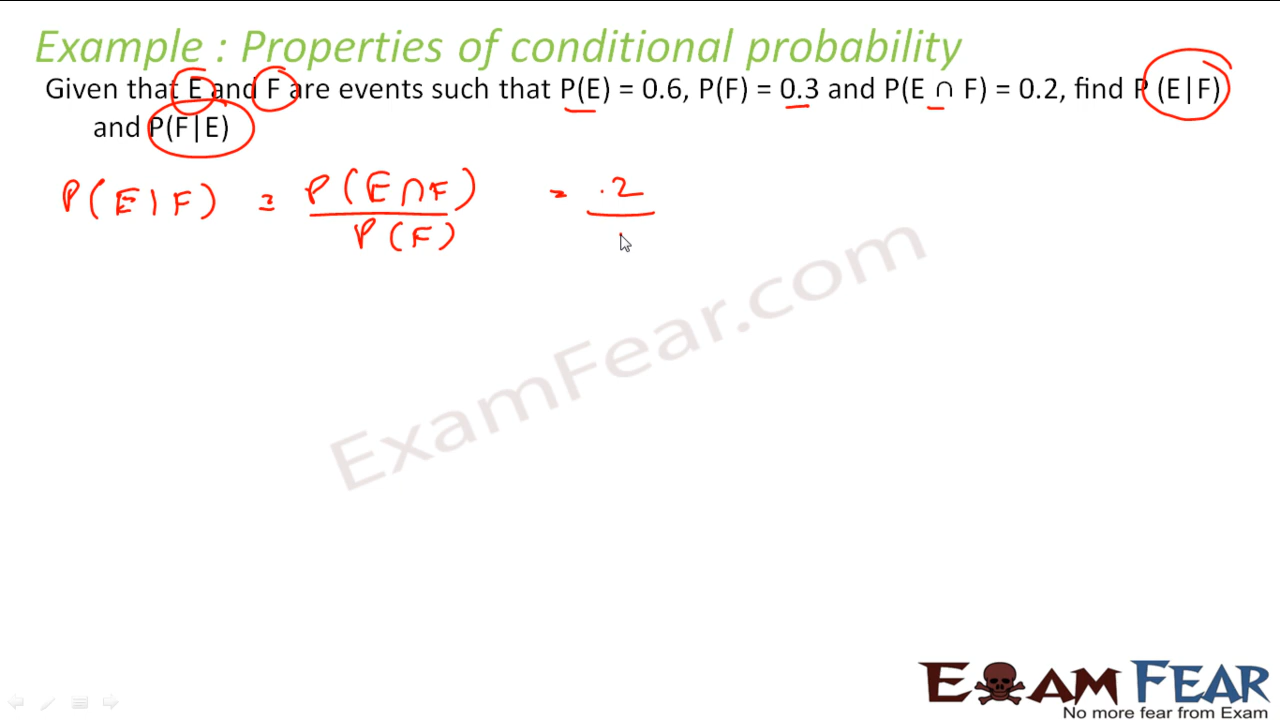 Example : Properties of conditional probability
Given that E and F are events such that P(E) = 0.6, P(F) = 0.3 and P(E ∩ F) = 0.2, find P (E|F)
and P(F|E)
P(E|F) = P(E∩F) = .2
P(F)
ExamFear.com
EXAM FEAR
No more fear from Exam